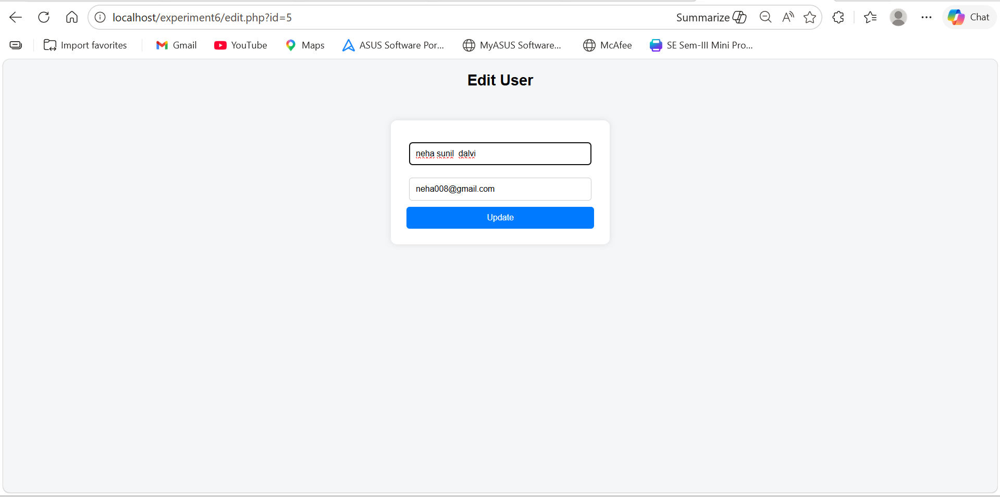 localhost/experiment6/edit.php?id=5 Summarize Chat
Import favorites Gmail YouTube Maps ASUS Software Por... MyASUS Software... McAfee SE Sem-III Mini Pro...
Edit User
neha sunil  dalvi
neha008@gmail.com
Update